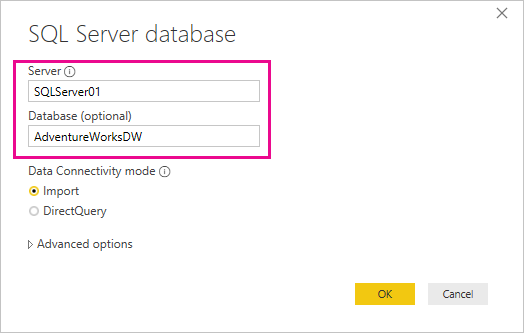 SQL Server database
Server
SQLServer01
Database (optional)
AdventureWorksDW
Data Connectivity mode
Import
DirectQuery
Advanced options
OK Cancel